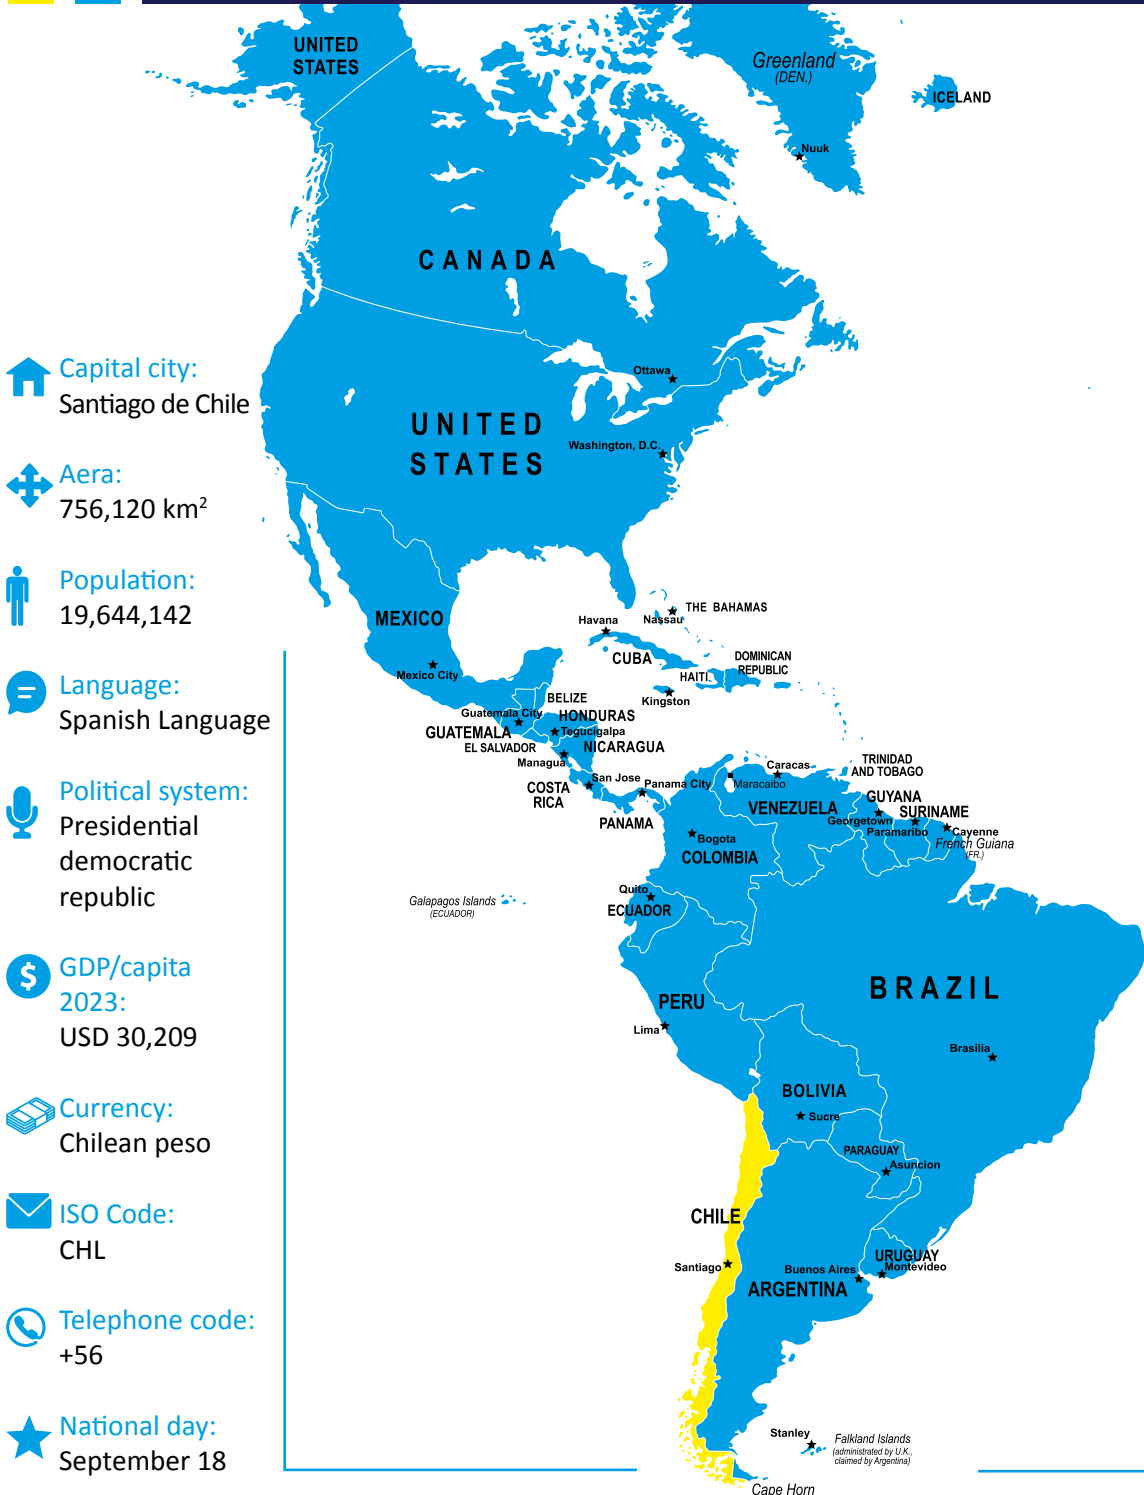 UNITED
STATES
Greenland
(DEN.)
ICELAND
Nuuk
CANADA
Ottawa
UNITED
STATES
Washington, D.C.
Capital city:
Santiago de Chile
Aera:
756,120 km²
Population:
19,644,142
Language:
Spanish Language
Political system:
Presidential
democratic
republic
GDP/capita
2023:
USD 30,209
Currency:
Chilean peso
ISO Code:
CHL
Telephone code:
+56
National day:
September 18
MEXICO
Mexico City
Havana
Nassau
THE BAHAMAS
CUBA
HAITI
DOMINICAN
REPUBLIC
Kingston
BELIZE
Guatemala City
HONDURAS
GUATEMALA
Tegucigalpa
EL SALVADOR
NICARAGUA
Managua
San Jose
COSTA
RICA
Panama City
PANAMA
Caracas
Maracaibo
TRINIDAD
AND TOBAGO
VENEZUELA
GUYANA
SURINAME
Georgetown
Paramaribo
Cayenne
French Guiana
(FR.)
Bogota
COLOMBIA
Galapagos Islands
(ECUADOR)
Quito
ECUADOR
BRAZIL
PERU
Lima
Brasilia
BOLIVIA
Sucre
PARAGUAY
Asuncion
CHILE
Santiago
URUGUAY
Buenos Aires
Montevideo
ARGENTINA
Stanley
Falkland Islands
(administrated by U.K.,
claimed by Argentina)
Cape Horn